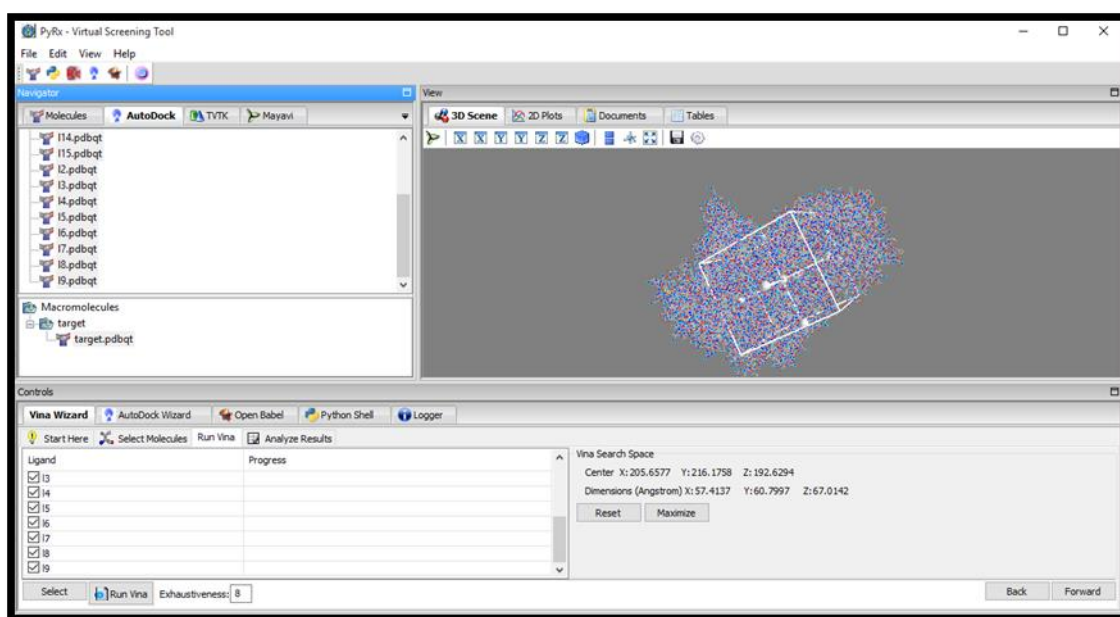 PyRx - Virtual Screening Tool
File Edit View Help
Navigator
View
Molecules AutoDock TVTK Mayavi
3D Scene 2D Plots Documents Tables
X X Y Y Z Z
l14.pdbqt
l15.pdbqt
l2.pdbqt
l3.pdbqt
l4.pdbqt
l5.pdbqt
l6.pdbqt
l7.pdbqt
l8.pdbqt
l9.pdbqt
Macromolecules
target
target.pdbqt
Controls
Vina Wizard AutoDock Wizard Open Babel Python Shell Logger
Start Here Select Molecules Run Vina Analyze Results
Ligand Progress
l3
l4
l5
l6
l7
l8
l9
Vina Search Space
Center X:205.6577 Y:216.1758 Z:192.6294
Dimensions (Angstrom) X:57.4137 Y:60.7997 Z:67.0142
Reset Maximize
Select Run Vina Exhaustiveness: 8
Back Forward